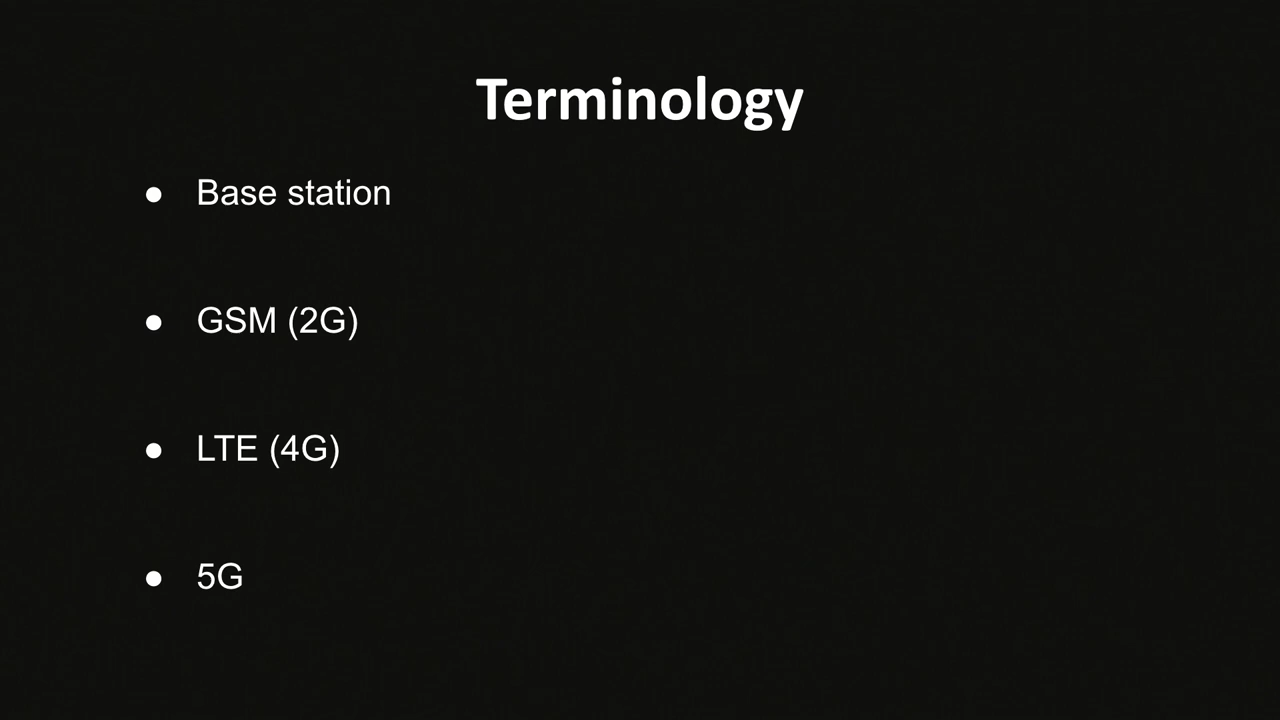 Terminology
● Base station
● GSM (2G)
● LTE (4G)
● 5G